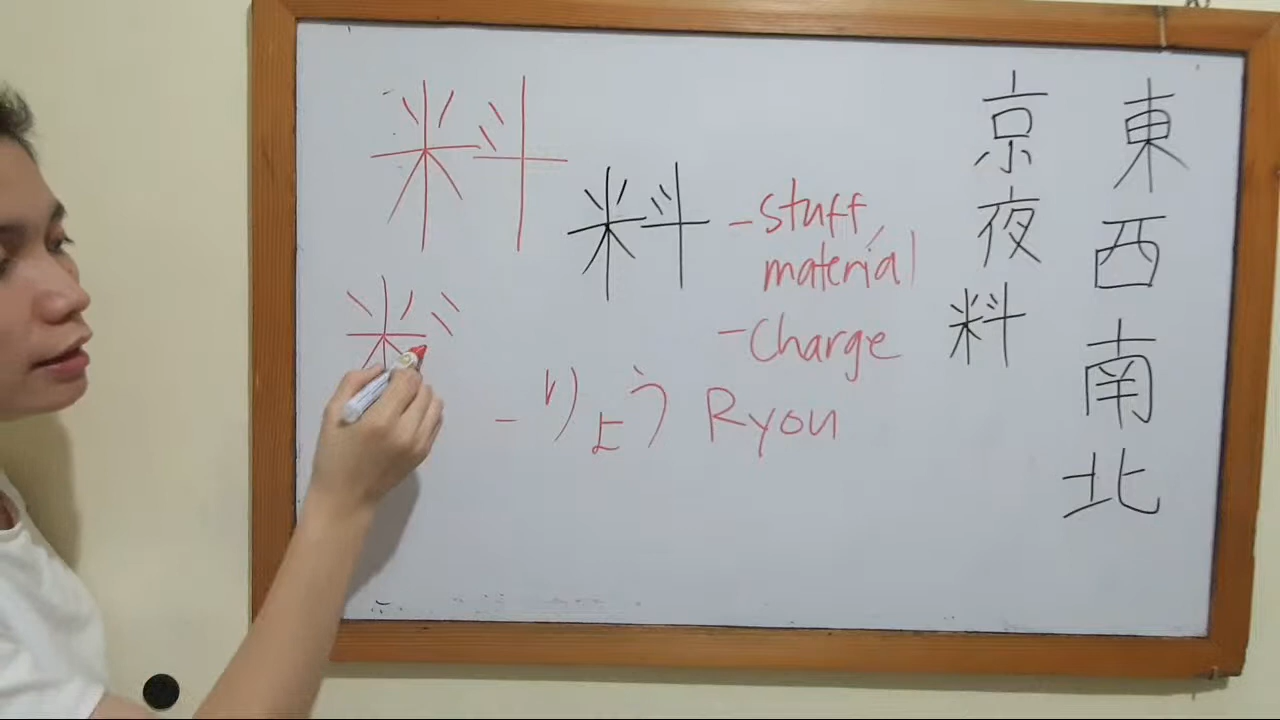 料
料
- stuff,
material
- Charge
- りょう Ryou
京
夜
料
東
西
南
北